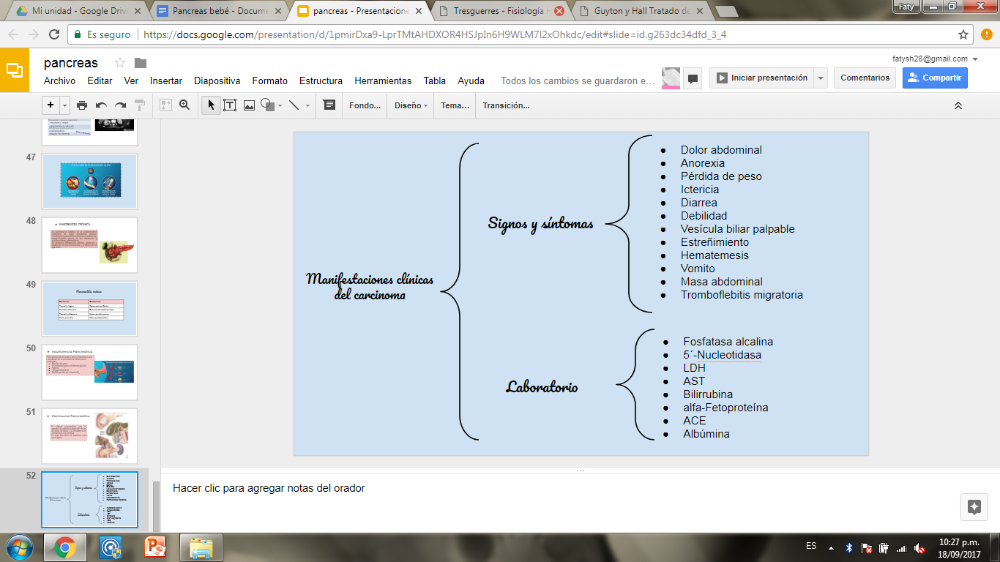 Mi unidad - Google Drive
Pancreas bebé - Docume
pancreas - Presentacione
Tresguerres - Fisiología H
Guyton y Hall Tratado de
Faty
Es seguro
https://docs.google.com/presentation/d/1pmirDxa9-LprTMtAHDXOR4HSJpIn6H9WLM7I2xOhkdc/edit#slide=id.g263dc34dfd_3_4
pancreas
fatysh28@gmail.com
Archivo Editar Ver Insertar Diapositiva Formato Estructura Herramientas Tabla Ayuda Todos los cambios se guardaron e…
Iniciar presentación
Comentarios
Compartir
Fondo... Diseño Tema... Transición...
47
48
PANCREATITIS CRÓNICA
49
Pancreatitis crónica
50
Insuficiencia Pancreática
51
Carcinoma Pancreático
52
Manifestaciones clínicas
del carcinoma
Signos y síntomas
● Dolor abdominal
● Anorexia
● Pérdida de peso
● Ictericia
● Diarrea
● Debilidad
● Vesícula biliar palpable
● Estreñimiento
● Hematemesis
● Vomito
● Masa abdominal
● Tromboflebitis migratoria
Laboratorio
● Fosfatasa alcalina
● 5´-Nucleotidasa
● LDH
● AST
● Bilirrubina
● alfa-Fetoproteína
● ACE
● Albúmina
Hacer clic para agregar notas del orador
ES
10:27 p.m.
18/09/2017